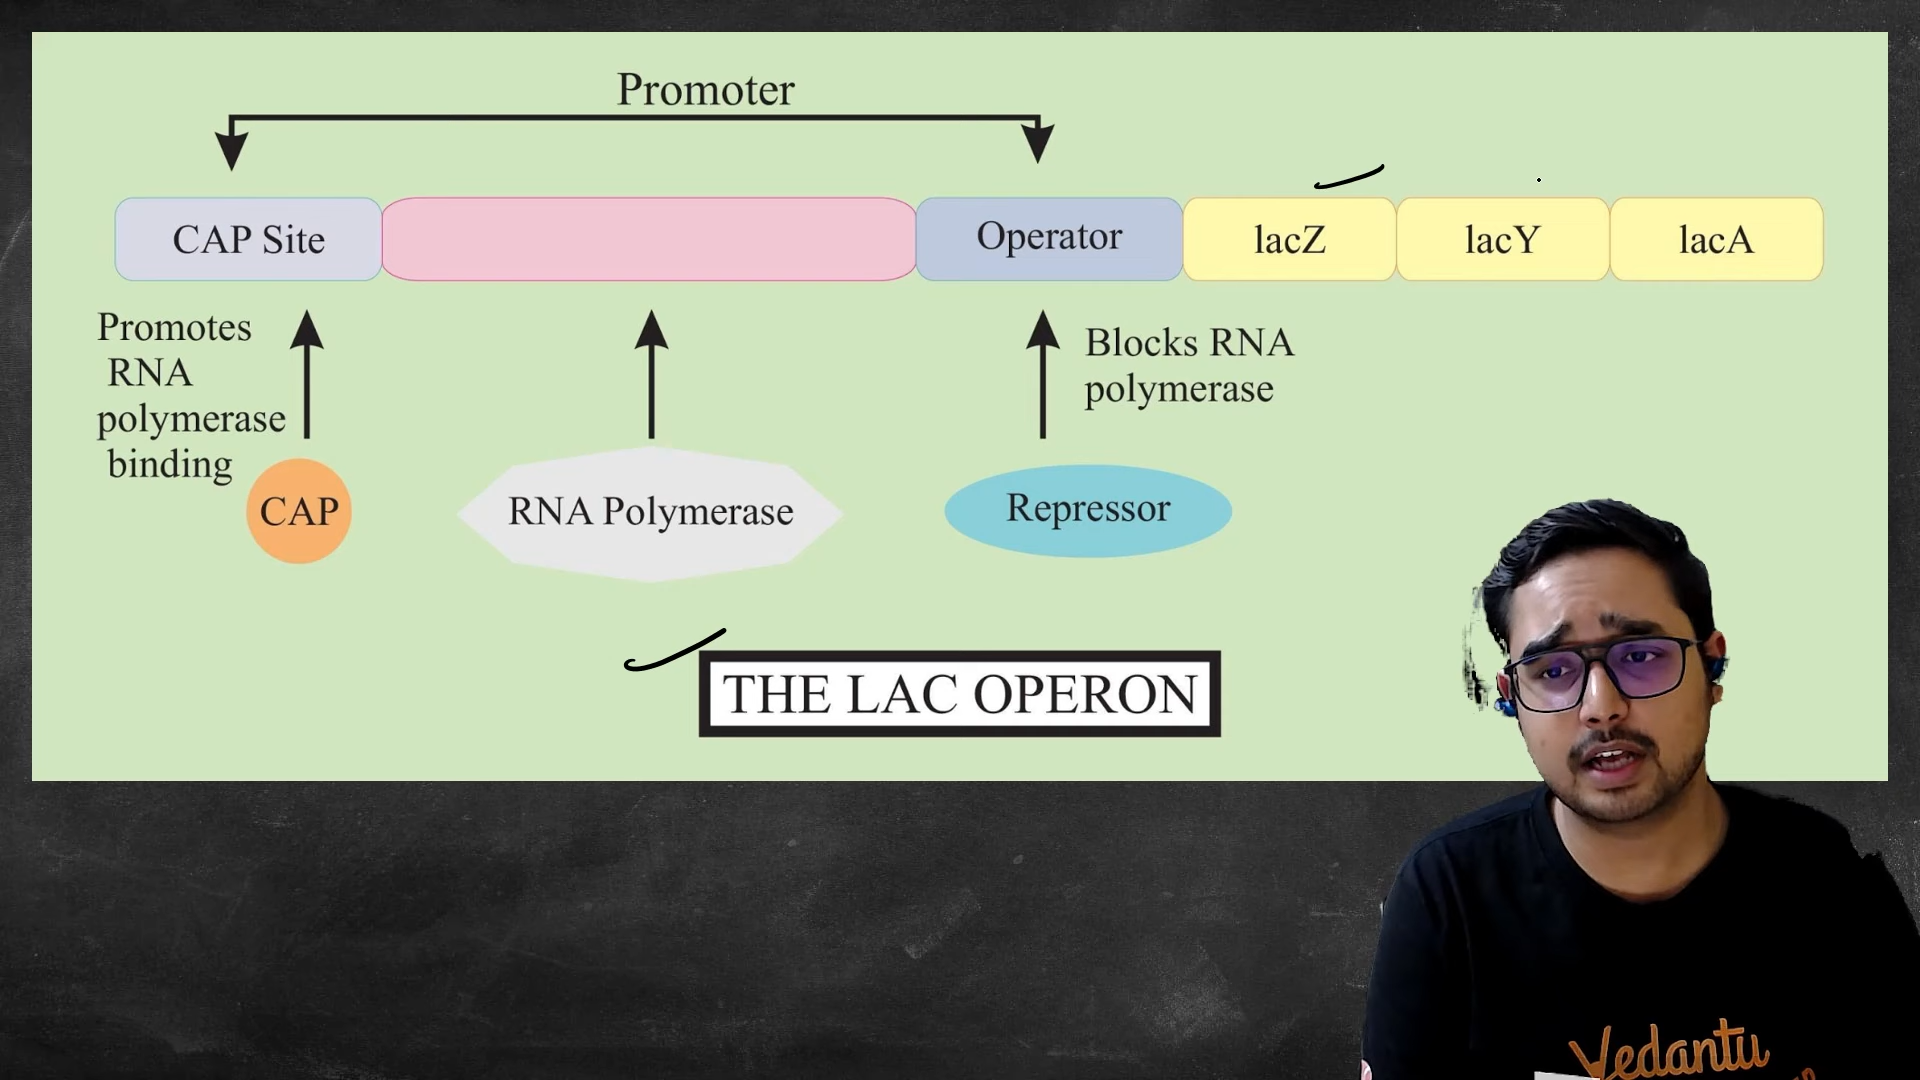 Promoter
CAP Site
Operator
lacZ
lacY
lacA
Promotes
RNA
polymerase
binding
Blocks RNA
polymerase
CAP
RNA Polymerase
Repressor
THE LAC OPERON
Vedantu